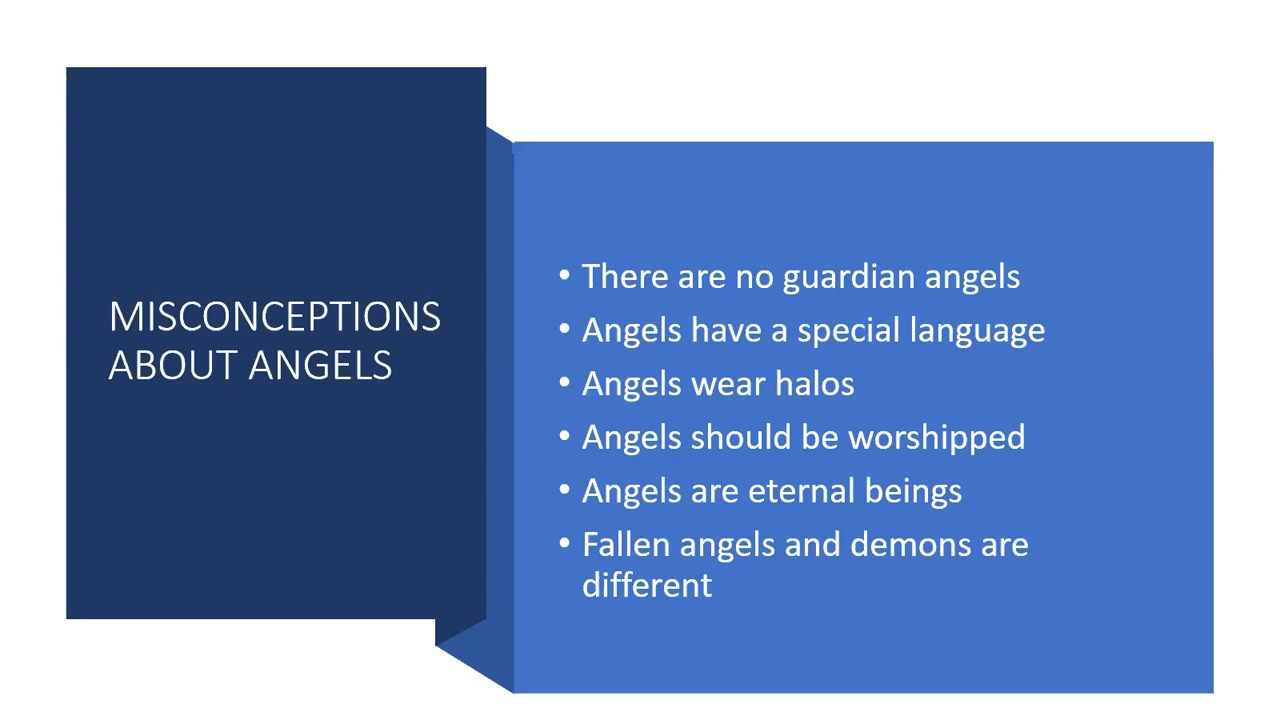 MISCONCEPTIONS
ABOUT ANGELS
• There are no guardian angels
• Angels have a special language
• Angels wear halos
• Angels should be worshipped
• Angels are eternal beings
• Fallen angels and demons are
different